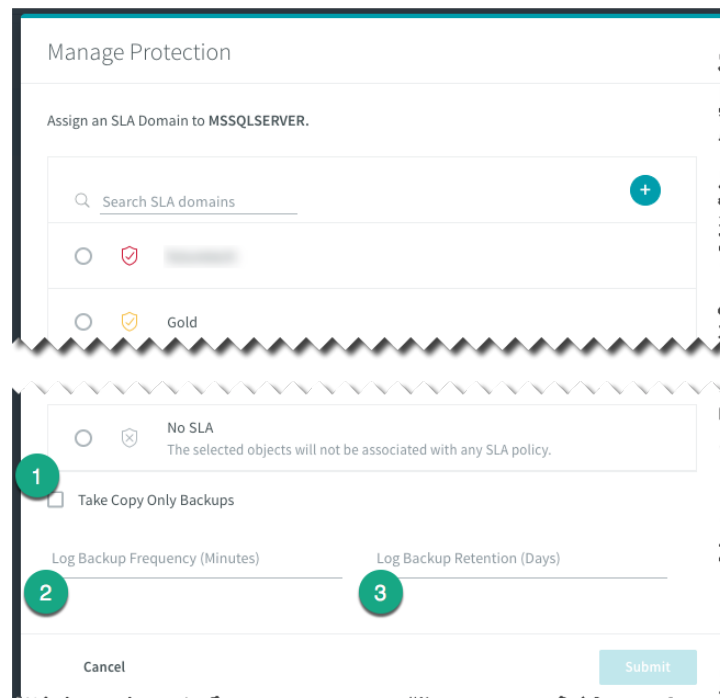 Manage Protection
Assign an SLA Domain to MSSQLSERVER.
Search SLA domains
+
Gold
No SLA
The selected objects will not be associated with any SLA policy.
1
Take Copy Only Backups
Log Backup Frequency (Minutes) Log Backup Retention (Days)
2 3
Cancel Submit